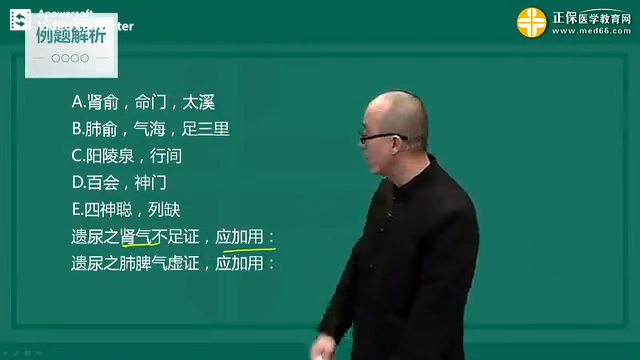 Apowersoft
Video Converter
例题解析
正保医学教育网
www.med66.com
A.肾俞，命门，太溪
B.肺俞，气海，足三里
C.阳陵泉，行间
D.百会，神门
E.四神聪，列缺
遗尿之肾气不足证，应加用：
遗尿之肺脾气虚证，应加用：